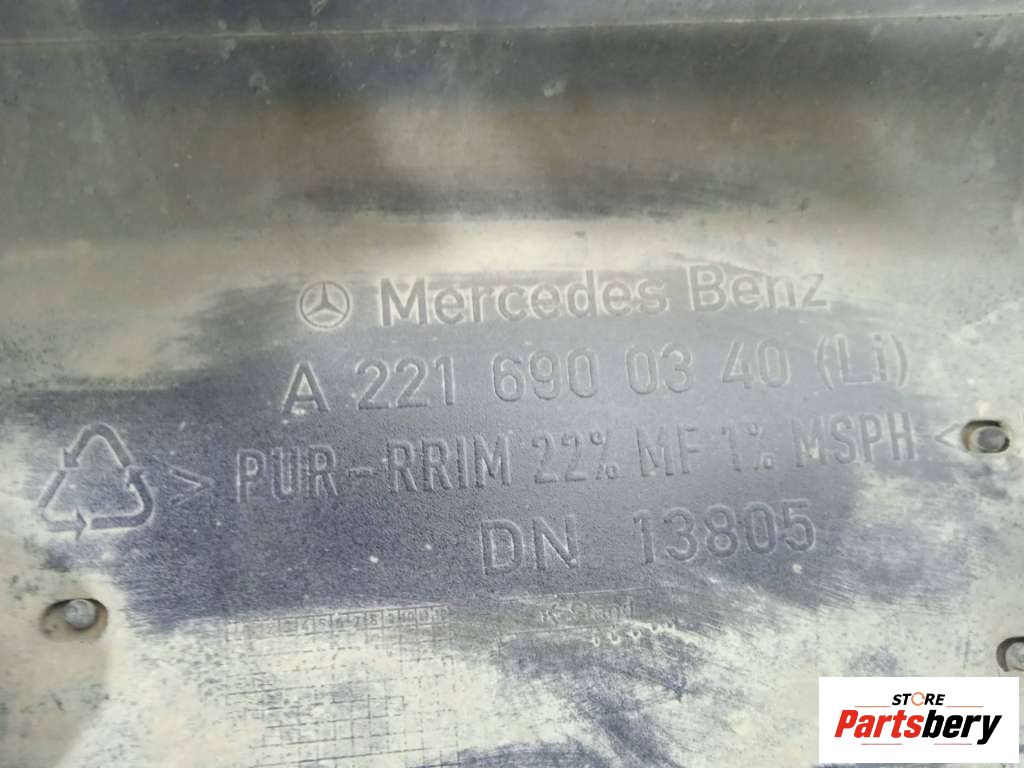 Mercedes Benz
A 221 690 03 40 (Li)
> PUR-RRIM 22% MF 1% MSPH <
DN 13805
STORE
Partsbery